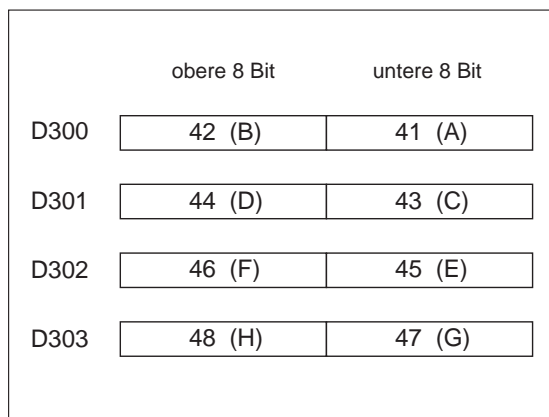 obere 8 Bit untere 8 Bit
D300 42 (B) 41 (A)
D301 44 (D) 43 (C)
D302 46 (F) 45 (E)
D303 48 (H) 47 (G)